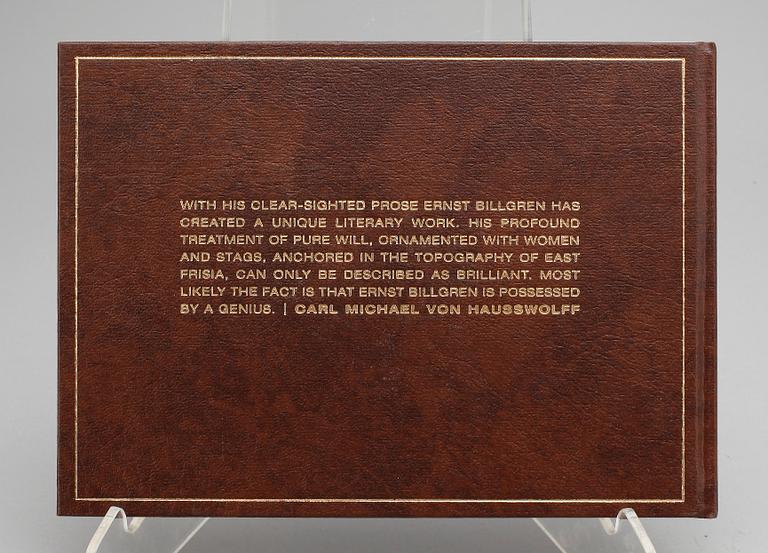 WITH HIS CLEAR-SIGHTED PROSE ERNST BILLGREN HAS
CREATED A UNIQUE LITERARY WORK. HIS PROFOUND
TREATMENT OF PURE WILL, ORNAMENTED WITH WOMEN
AND STAGS, ANCHORED IN THE TOPOGRAPHY OF EAST
FRISIA, CAN ONLY BE DESCRIBED AS BRILLIANT. MOST
LIKELY THE FACT IS THAT ERNST BILLGREN IS POSSESSED
BY A GENIUS. | CARL MICHAEL VON HAUSSWOLFF